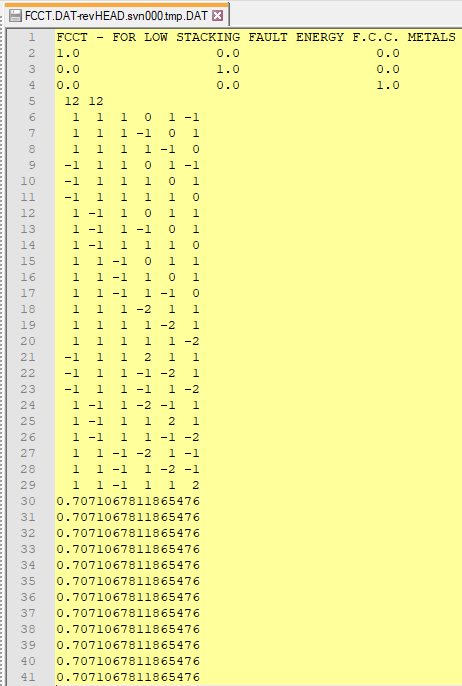 FCCT.DAT-revHEAD.svn000.tmp.DAT
1 FCCT - FOR LOW STACKING FAULT ENERGY F.C.C. METALS
2 1.0 0.0 0.0
3 0.0 1.0 0.0
4 0.0 0.0 1.0
5 12 12
6 1 1 1 0 1 -1
7 1 1 1 -1 0 1
8 1 1 1 1 -1 0
9 -1 1 1 0 1 -1
10 -1 1 1 1 0 1
11 -1 1 1 1 1 0
12 1 -1 1 0 1 1
13 1 -1 1 -1 0 1
14 1 -1 1 1 1 0
15 1 1 -1 0 1 1
16 1 1 -1 1 0 1
17 1 1 -1 1 -1 0
18 1 1 1 -2 1 1
19 1 1 1 1 -2 1
20 1 1 1 1 1 -2
21 -1 1 1 2 1 1
22 -1 1 1 -1 -2 1
23 -1 1 1 -1 1 -2
24 1 -1 1 -2 -1 1
25 1 -1 1 1 2 1
26 1 -1 1 1 -1 -2
27 1 1 -1 -2 1 -1
28 1 1 -1 1 -2 -1
29 1 1 -1 1 1 2
30 0.7071067811865476
31 0.7071067811865476
32 0.7071067811865476
33 0.7071067811865476
34 0.7071067811865476
35 0.7071067811865476
36 0.7071067811865476
37 0.7071067811865476
38 0.7071067811865476
39 0.7071067811865476
40 0.7071067811865476
41 0.7071067811865476